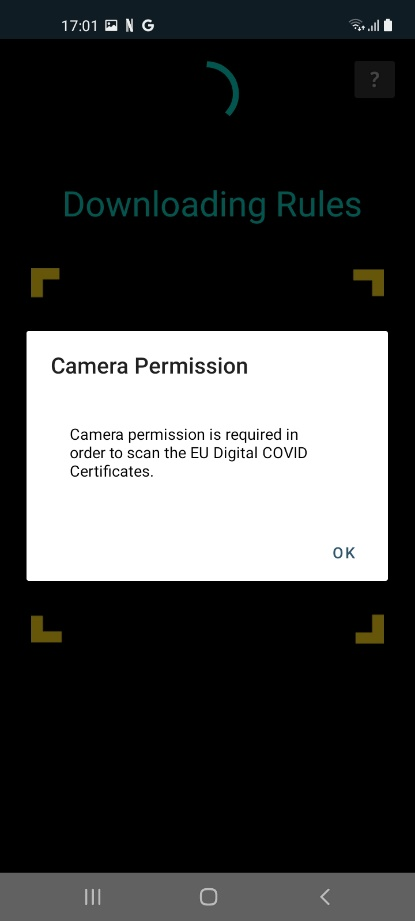 17:01 N G
?
Downloading Rules
Camera Permission
Camera permission is required in
order to scan the EU Digital COVID
Certificates.
OK